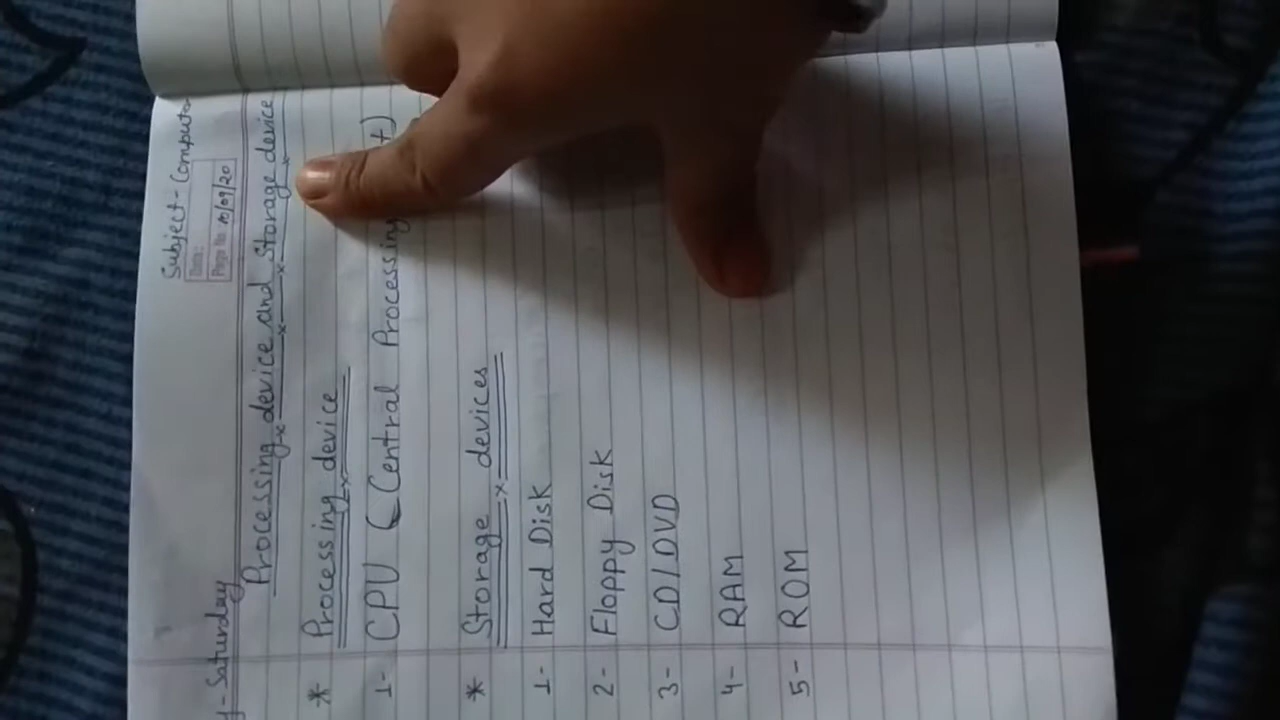 Subject - Computer
Date:
Page No. 10/09/20
y - Saturday
Processing device and Storage device
* Processing device
1- CPU (Central Processing t)
* Storage devices
1- Hard Disk
2- Floppy Disk
3- CD/DVD
4- RAM
5- ROM